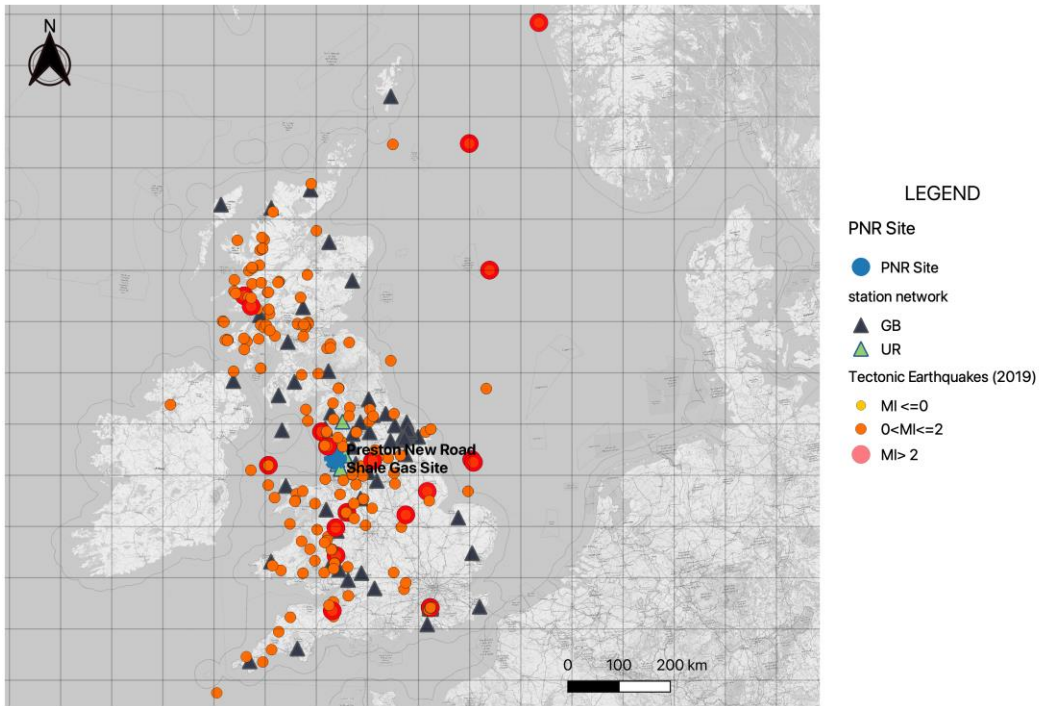 N
Preston New Road
Shale Gas Site
0 100 200 km
LEGEND
PNR Site
PNR Site
station network
GB
UR
Tectonic Earthquakes (2019)
Ml <=0
0<Ml<=2
Ml> 2